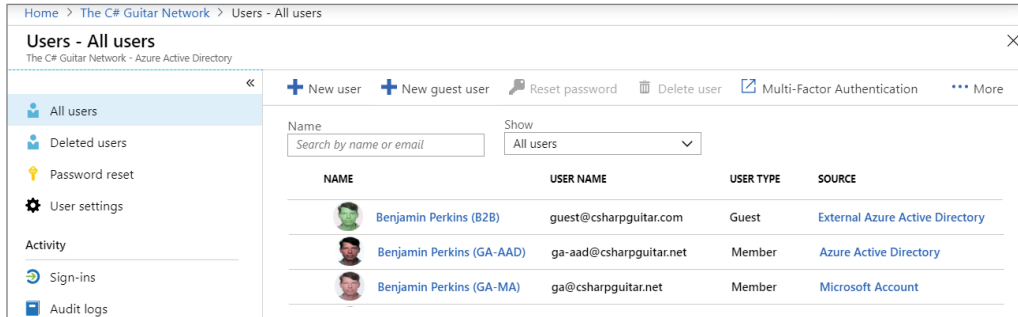 Home > The C# Guitar Network > Users - All users
Users - All users
The C# Guitar Network - Azure Active Directory
«
New user New guest user Reset password Delete user Multi-Factor Authentication ••• More
All users
Deleted users
Password reset
User settings
Activity
Sign-ins
Audit logs
Name Show
Search by name or email All users
NAME USER NAME USER TYPE SOURCE
Benjamin Perkins (B2B) guest@csharpguitar.com Guest External Azure Active Directory
Benjamin Perkins (GA-AAD) ga-aad@csharpguitar.net Member Azure Active Directory
Benjamin Perkins (GA-MA) ga@csharpguitar.net Member Microsoft Account